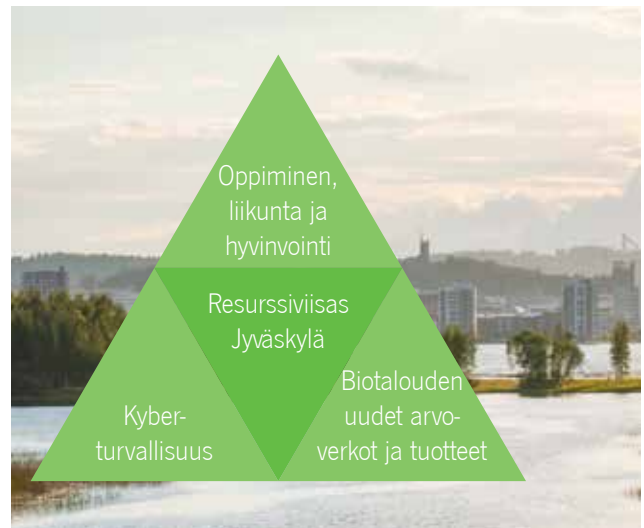 Oppiminen,
liikunta ja
hyvinvointi
Resurssiviisas
Jyväskylä
Kyber-
turvallisuus
Biotalouden
uudet arvo-
verkot ja tuotteet